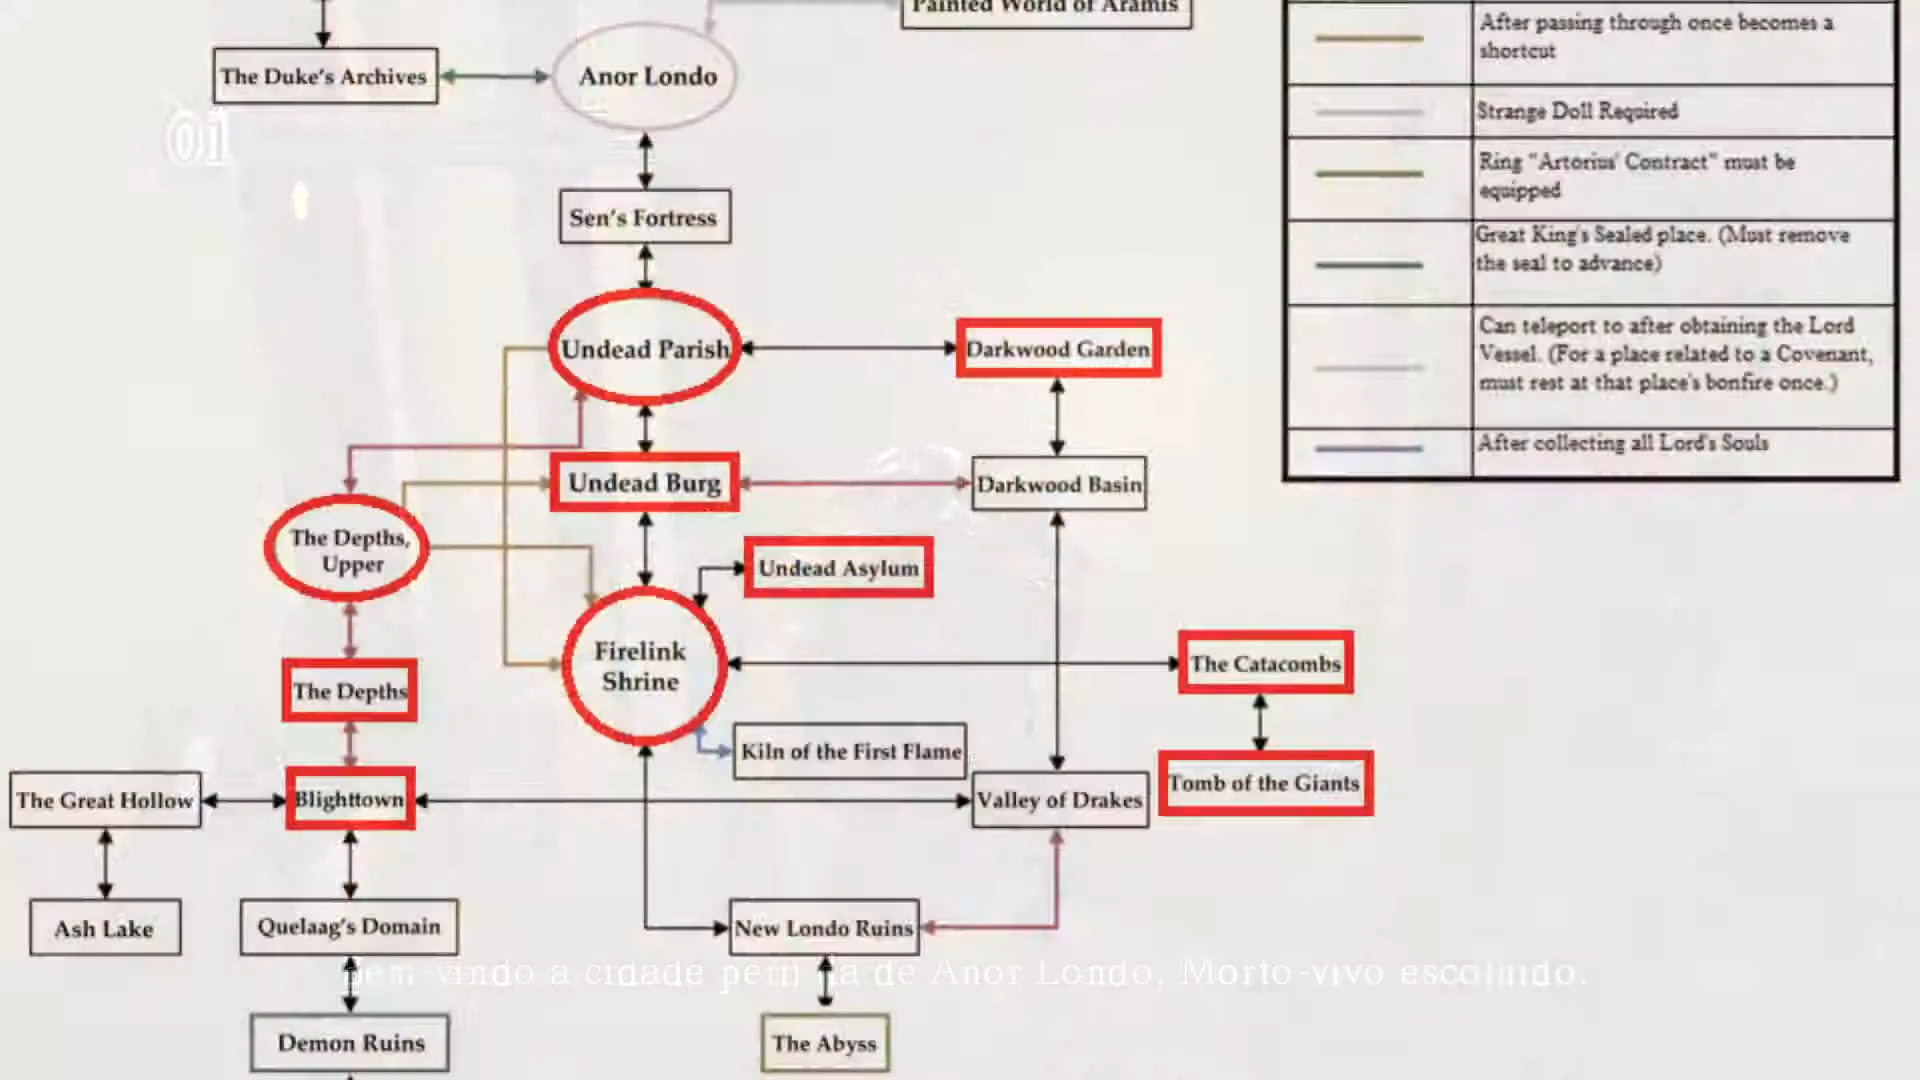 Painted World of Aramis
After passing through once becomes a
shortcut
The Duke's Archives
Anor Londo
Strange Doll Required
01
Ring "Artorius' Contract" must be
equipped
Sen's Fortress
Great King's Sealed place. (Must remove
the seal to advance)
Undead Parish
Darkwood Garden
Can teleport to after obtaining the Lord
Vessel. (For a place related to a Covenant,
must rest at that place's bonfire once.)
After collecting all Lord's Souls
Undead Burg
Darkwood Basin
The Depths,
Upper
Undead Asylum
Firelink
Shrine
The Catacombs
The Depths
Kiln of the First Flame
Tomb of the Giants
The Great Hollow
Blighttown
Valley of Drakes
Ash Lake
Quelaag's Domain
New Londo Ruins
a cidade de Anor Londo, Morto-vivo escolhido.
Demon Ruins
The Abyss